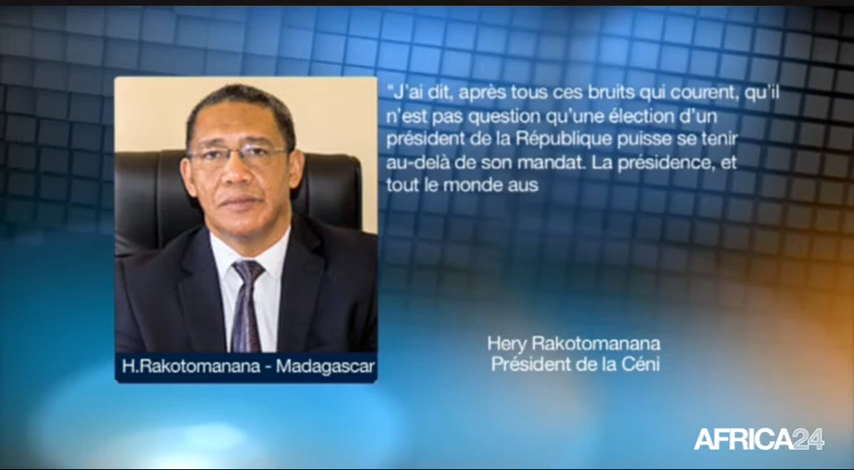 "J'ai dit, après tous ces bruits qui courent, qu'il
n'est pas question qu'une élection d'un
président de la République puisse se tenir
au-delà de son mandat. La présidence, et
tout le monde aus
H.Rakotomanana - Madagascar
Hery Rakotomanana
Président de la Céni
AFRICA24